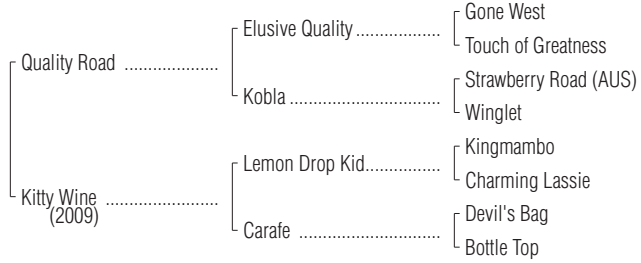 Gone West
Elusive Quality ..................
Touch of Greatness
Quality Road ....................
Strawberry Road (AUS)
Kobla ................................
Winglet
Kingmambo
Lemon Drop Kid................
Charming Lassie
Kitty Wine .......................
(2009)
Devil's Bag
Carafe ..............................
Bottle Top